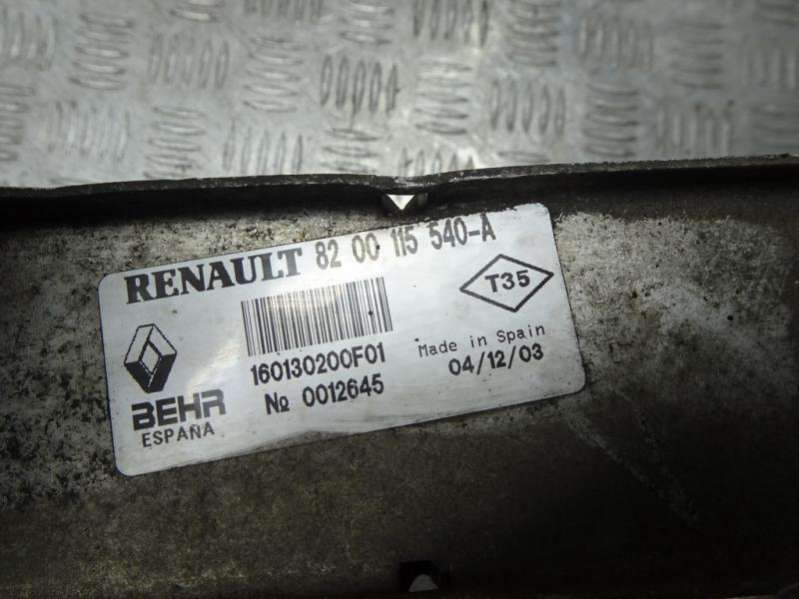 RENAULT 82 00 115 540-A
T35
160130200F01
Made in Spain
BEHR
№ 0012645
04/12/03
ESPAÑA